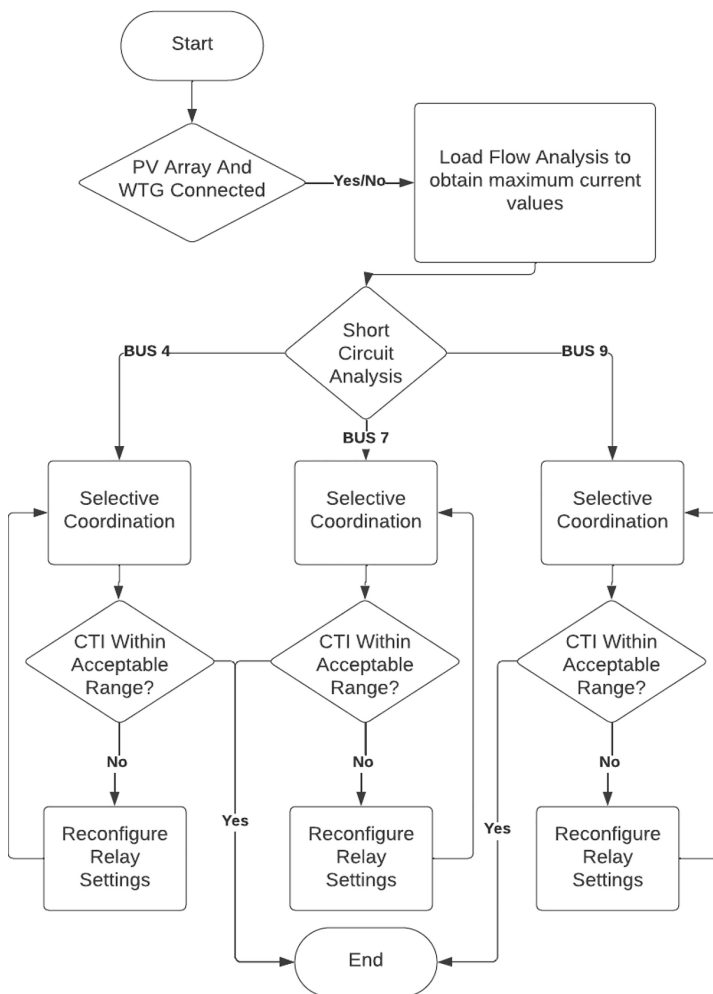 Start
PV Array And
WTG Connected
Yes/No
Load Flow Analysis to
obtain maximum current
values
Short
Circuit
Analysis
BUS 4
BUS 9
BUS 7
Selective
Coordination
Selective
Coordination
Selective
Coordination
CTI Within
Acceptable
Range?
CTI Within
Acceptable
Range?
CTI Within
Acceptable
Range?
No
No
No
Reconfigure
Relay
Settings
Reconfigure
Relay
Settings
Reconfigure
Relay
Settings
Yes
Yes
End